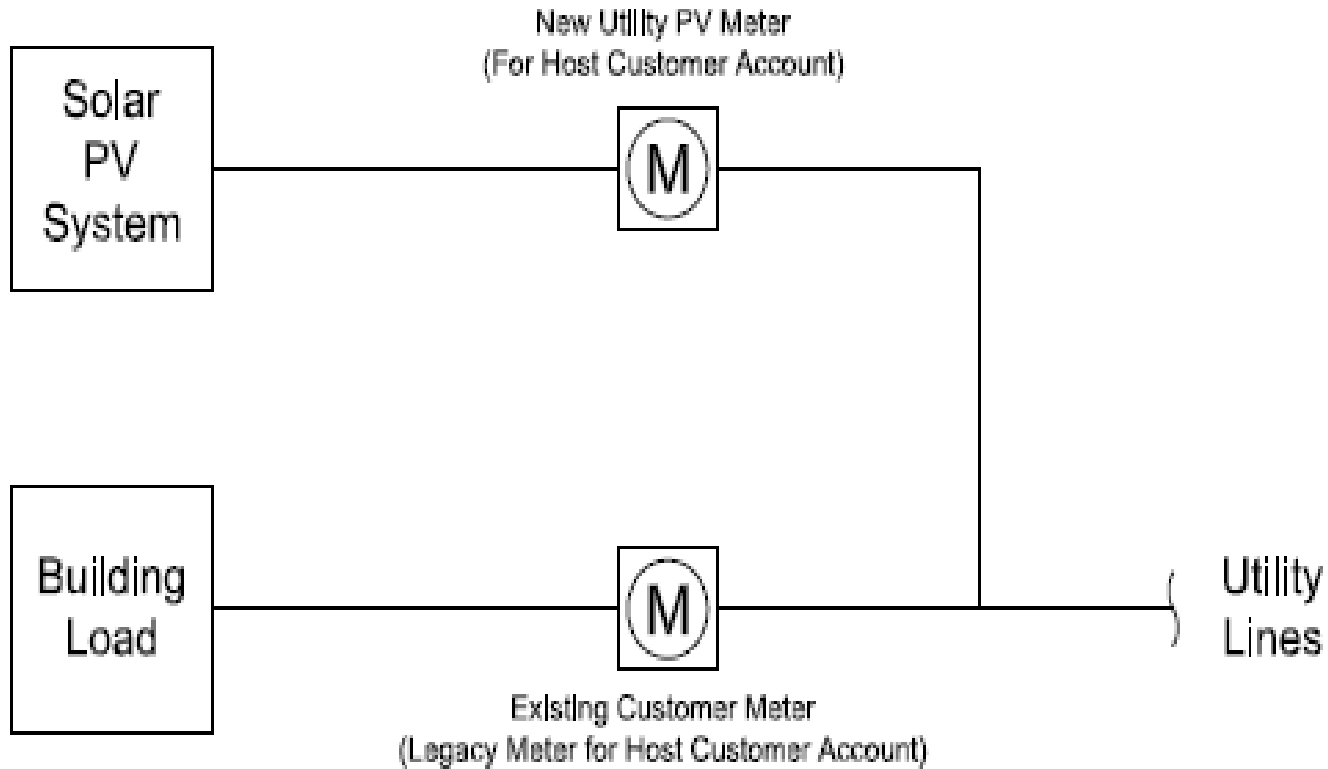 New Utility PV Meter
(For Host Customer Account)
Solar
PV
System
M
Building
Load
M
Utility
Lines
Existing Customer Meter
(Legacy Meter for Host Customer Account)